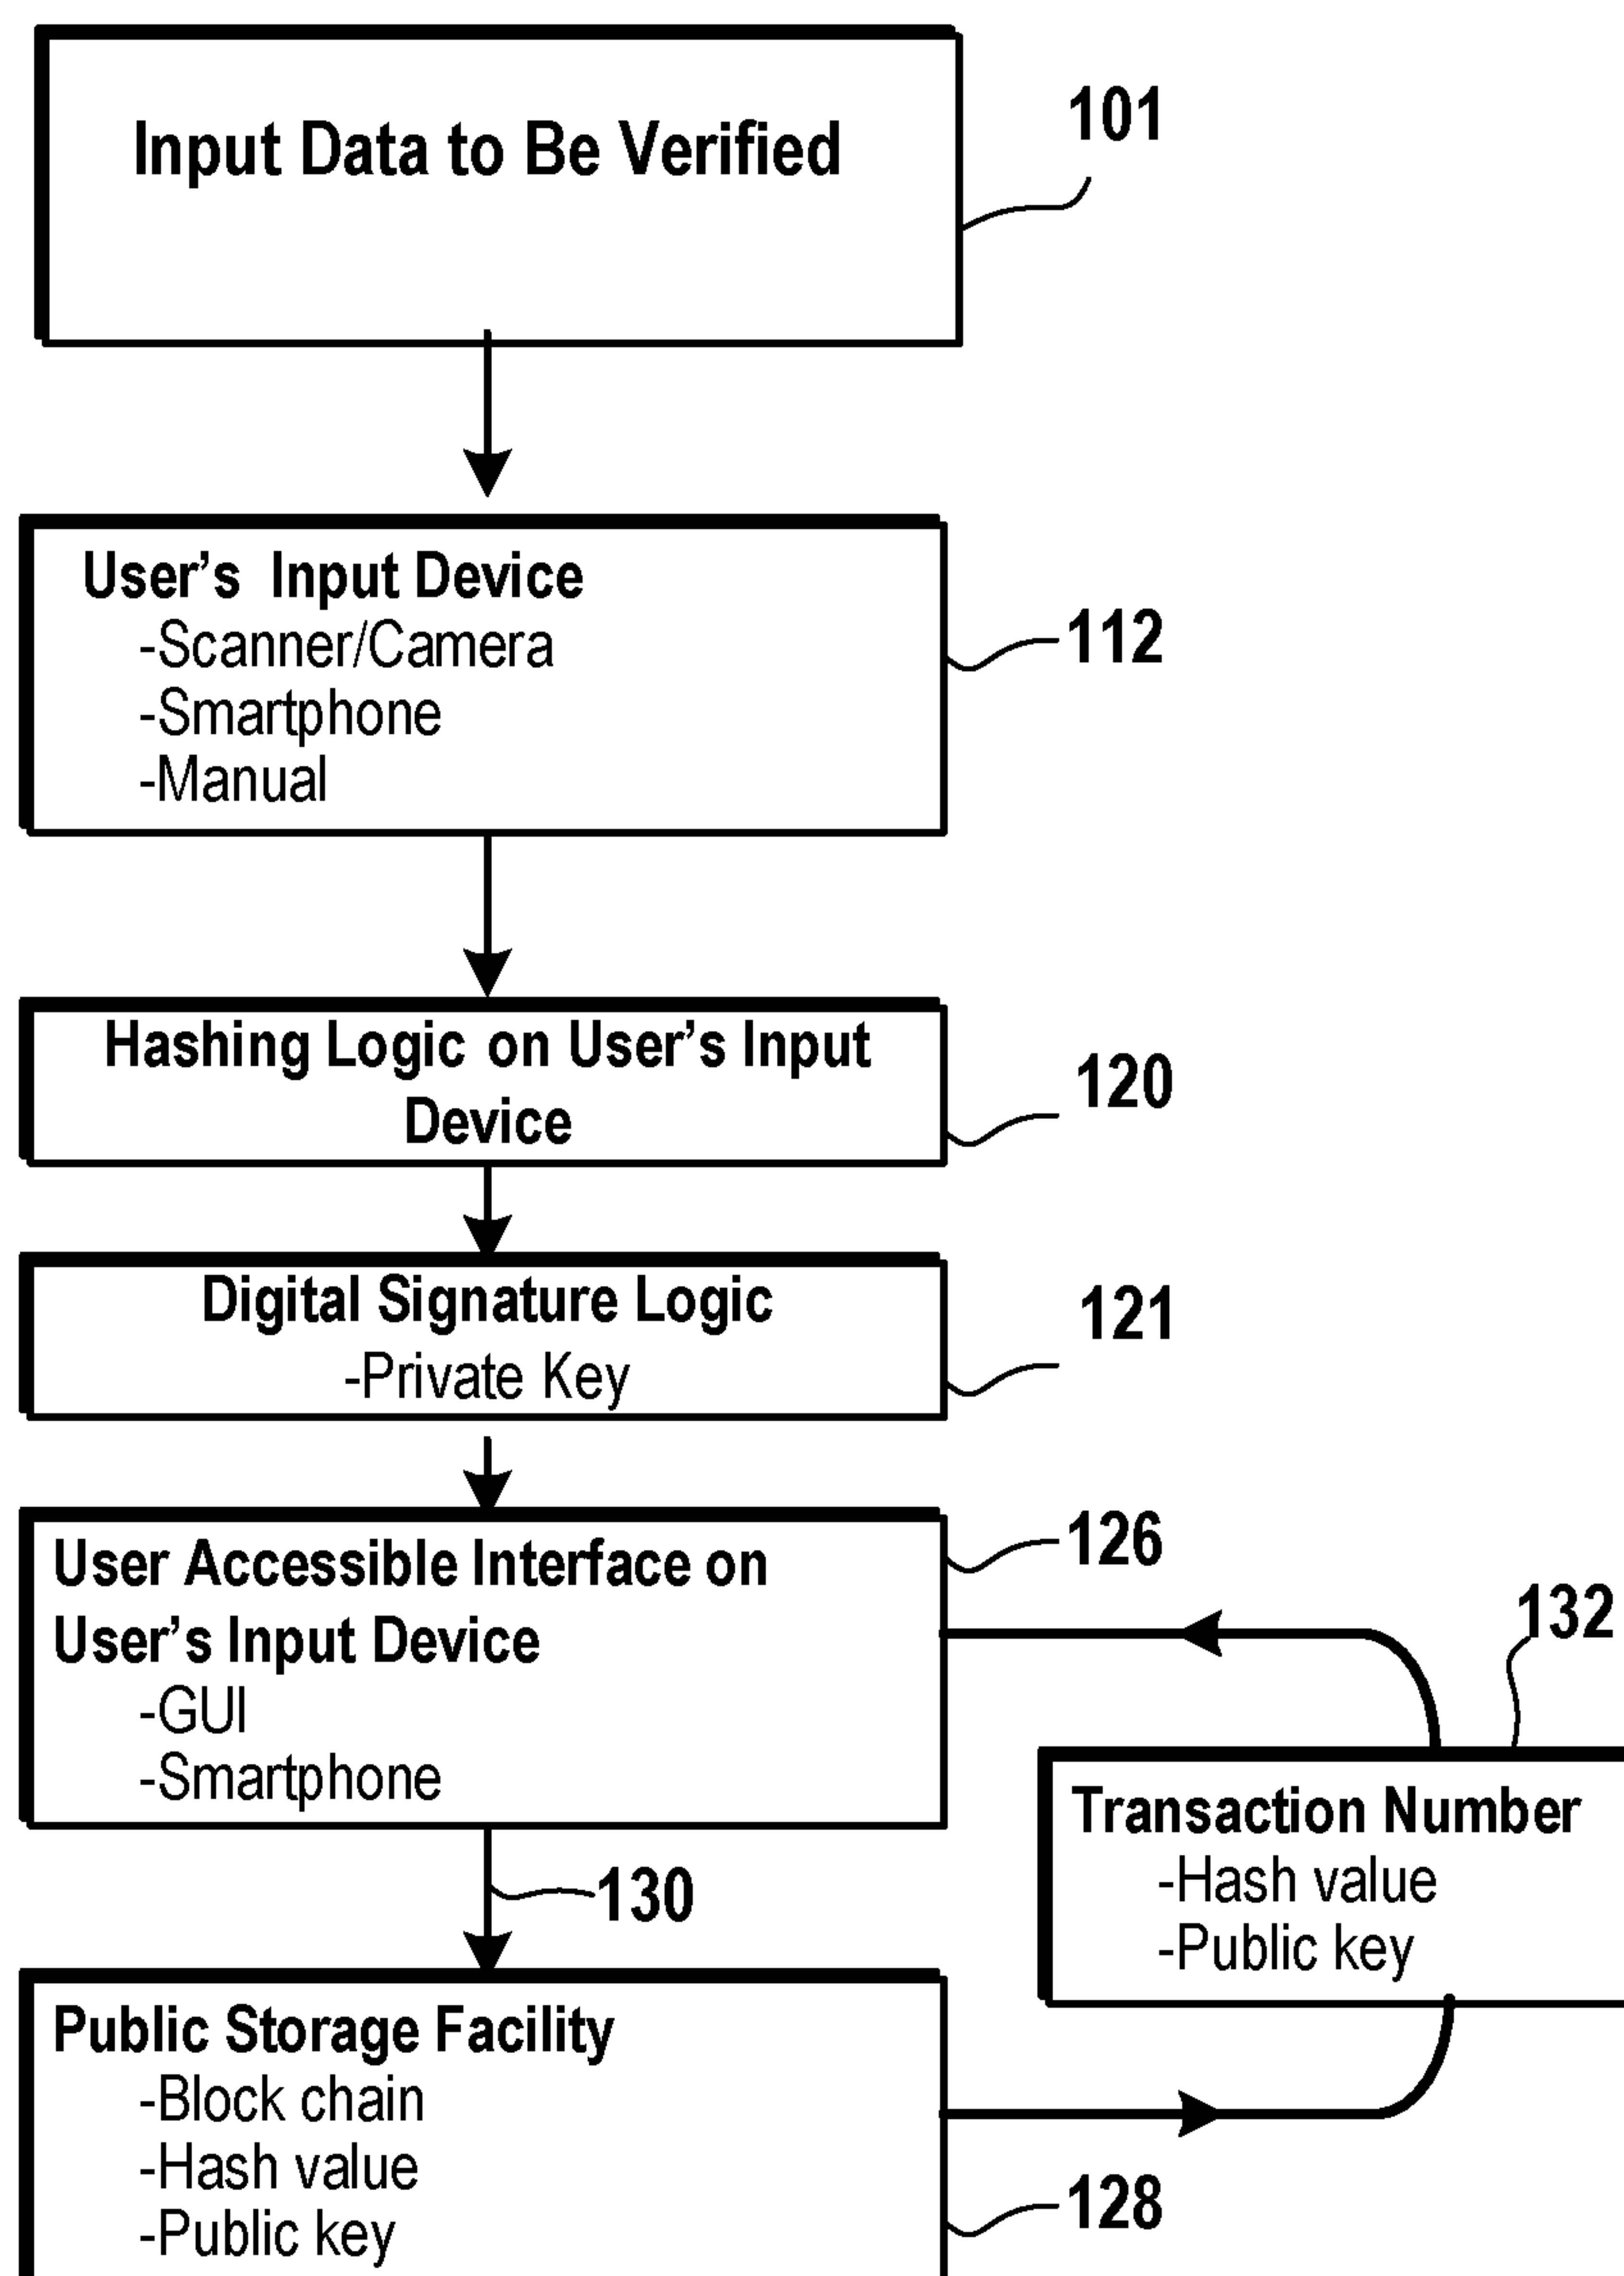 Input Data to Be Verified
101
User's Input Device
-Scanner/Camera
-Smartphone
-Manual
112
Hashing Logic on User's Input
Device
120
Digital Signature Logic
-Private Key
121
User Accessible Interface on
User's Input Device
-GUI
-Smartphone
126
132
Transaction Number
-Hash value
-Public key
130
Public Storage Facility
-Block chain
-Hash value
-Public key
128